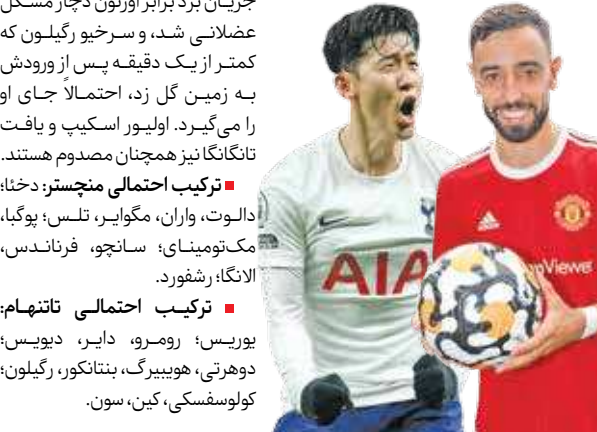 جریان برد برابر اورتون دچار مشکل
عضلانی شد، و سرخیو رگیلون که
کمتر از یک دقیقه پس از ورودش
به زمین گل زد، احتمالاً جای او
را می‌گیرد. اولیور اسکیپ و یافت
تانگانگا نیز همچنان مصدوم هستند.
■ ترکیب احتمالی منچستر: دخئا؛
دالوت، واران، مگوایر، تلس؛ پوگبا،
مک‌تومینای؛ سانچو، فرناندس،
الانگا؛ رشفورد.
■ ترکیب احتمالی تاتنهام:
یوریس؛ رومرو، دایر، دیویس؛
دوهرتی، هویبیرگ، بنتانکور، رگیلون؛
کولوسفسکی، کین، سون.
AIA
Viewer